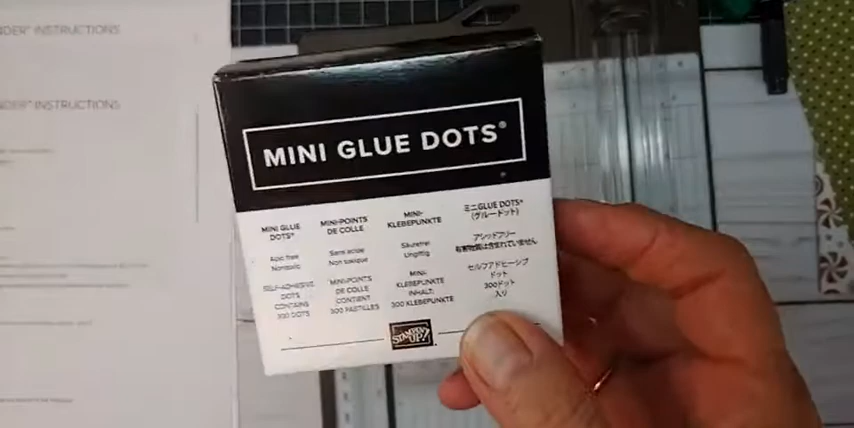 INSTRUCTIONS
INSTRUCTIONS
MINI GLUE DOTS®
MINI GLUE
DOTS®
Acid free
Nontoxic
SELF-ADHESIVE
DOTS
CONTAINS
300 DOTS
MINI-POINTS
DE COLLE
Sans acide
Non toxique
MINI-POINTS
DE COLLE
CONTIENT
300 PASTILLES
MINI-
KLEBEPUNKTE
Säurefrei
Ungiftig
MINI-
KLEBEPUNKTE
INHALT:
300 KLEBEPUNKTE
ミニGLUE DOTS®
(グルードット)
アシッドフリー
有害物質は含まれていません
セルフアドヒーシブ
ドット
300ドット
入り
STAMPIN'
UP!